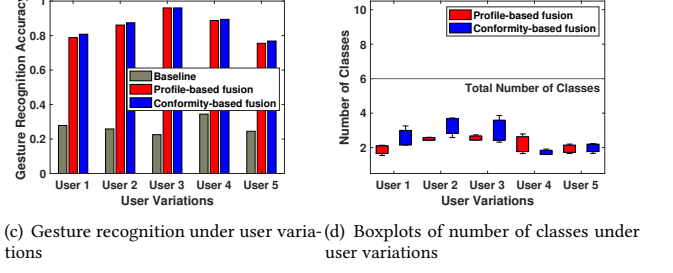 Gesture Recognition Accuracy
1
0.8
0.6
0.4
0.2
0
Baseline
Profile-based fusion
Conformity-based fusion
User 1 User 2 User 3 User 4 User 5
User Variations
Number of Classes
10
8
6
4
2
Profile-based fusion
Conformity-based fusion
Total Number of Classes
User 1 User 2 User 3 User 4 User 5
User Variations
(c) Gesture recognition under user varia-
tions
(d) Boxplots of number of classes under
user variations